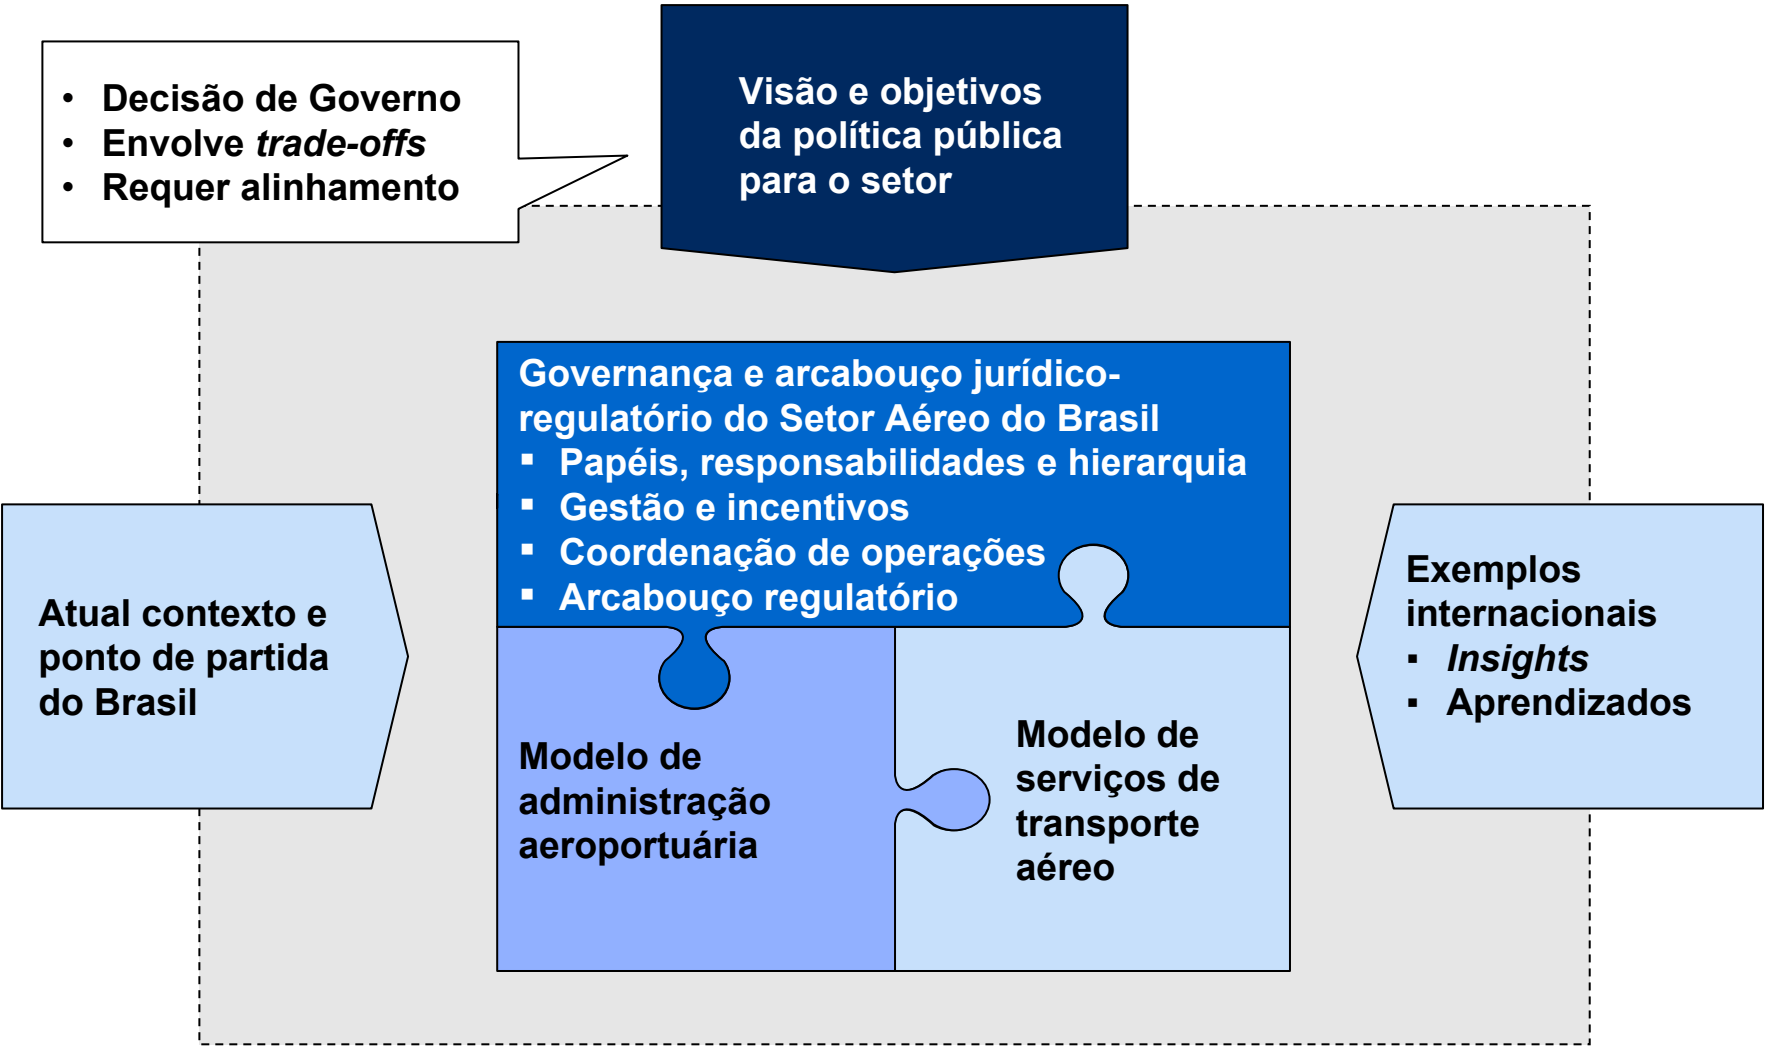 • Decisão de Governo
• Envolve trade-offs
• Requer alinhamento
Visão e objetivos
da política pública
para o setor
Governança e arcabouço jurídico-
regulatório do Setor Aéreo do Brasil
▪ Papéis, responsabilidades e hierarquia
▪ Gestão e incentivos
▪ Coordenação de operações
▪ Arcabouço regulatório
Atual contexto e
ponto de partida
do Brasil
Exemplos
internacionais
▪ Insights
▪ Aprendizados
Modelo de
administração
aeroportuária
Modelo de
serviços de
transporte
aéreo